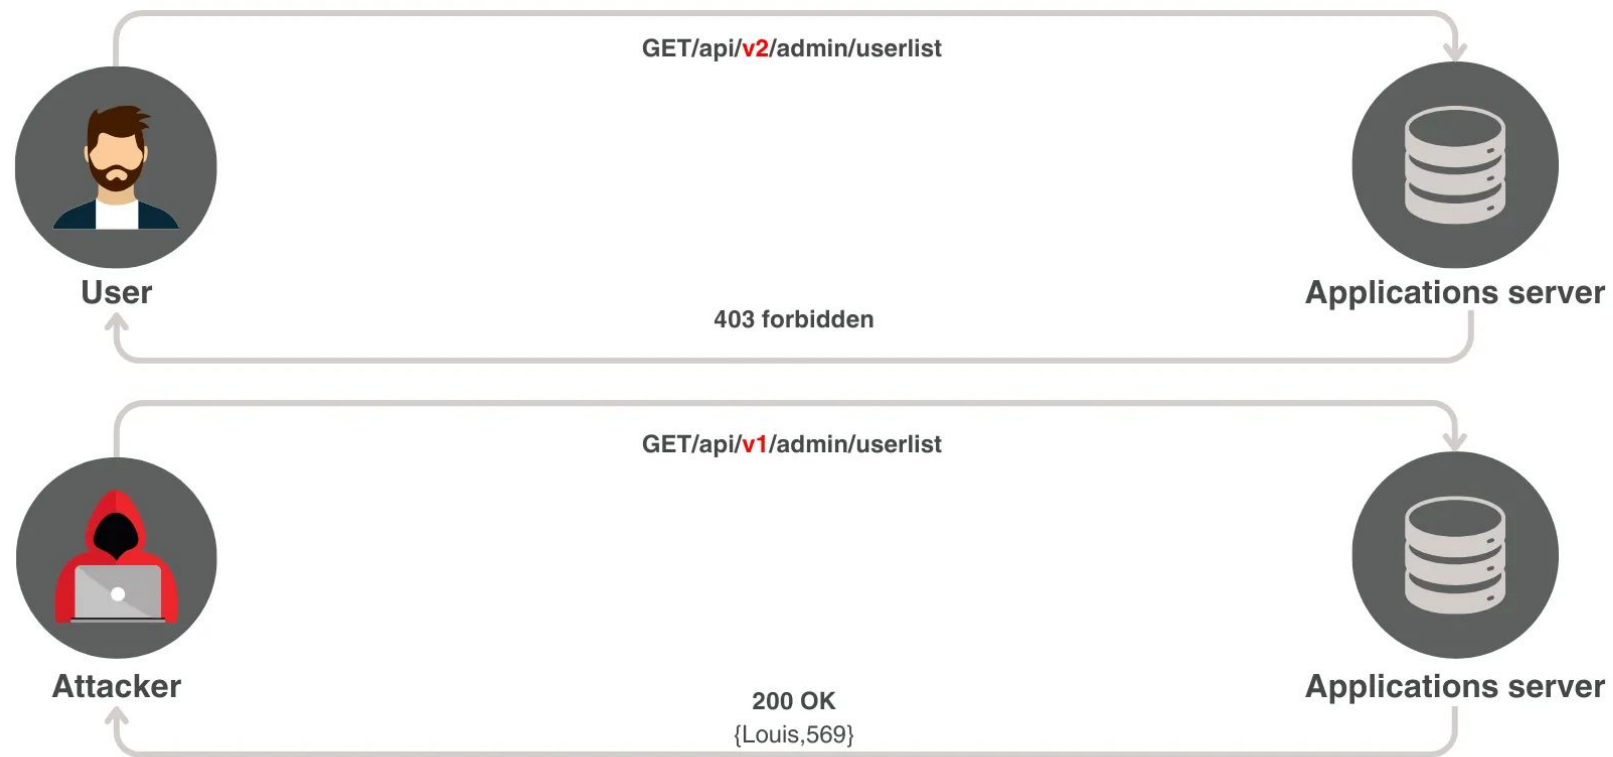 GET/api/v2/admin/userlist
User
Applications server
403 forbidden
GET/api/v1/admin/userlist
Attacker
Applications server
200 OK
{Louis,569}